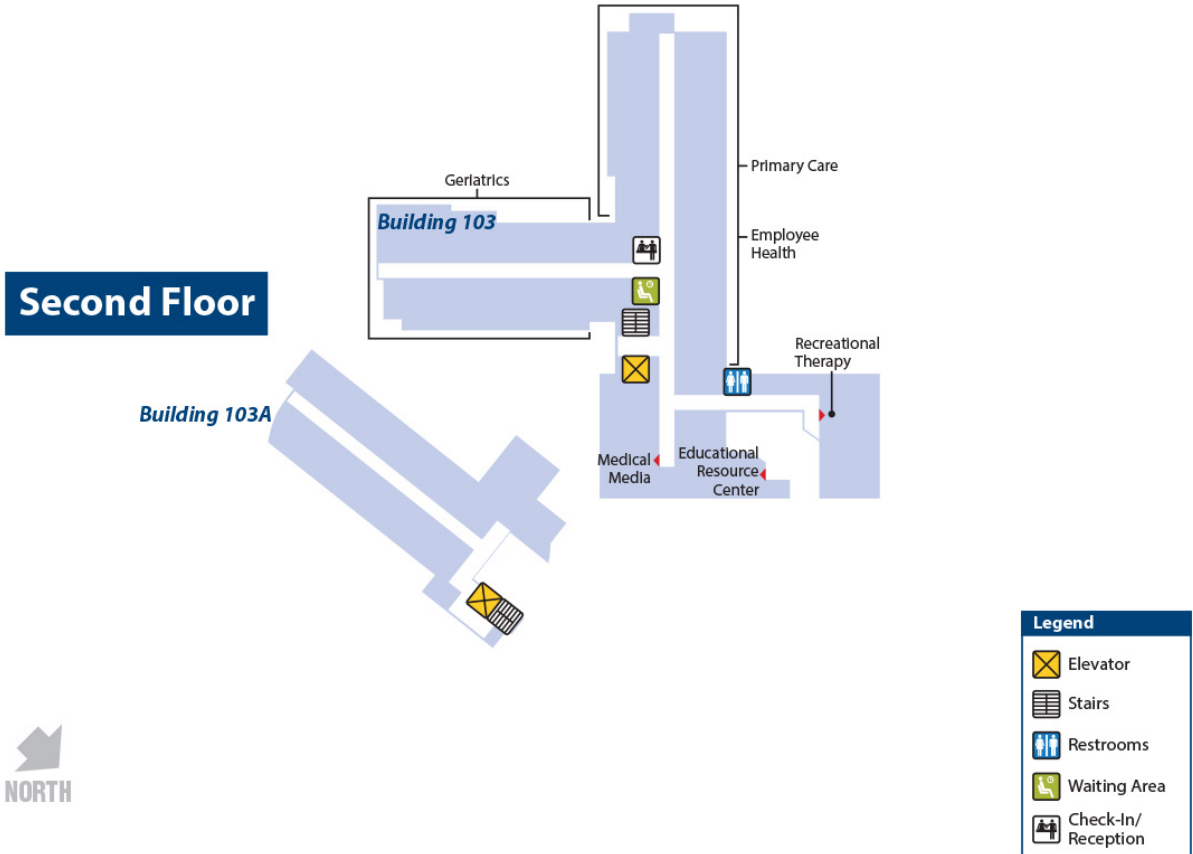 Primary Care
Geriatrics
Building 103
Employee
Health
Second Floor
Recreational
Therapy
Building 103A
Medical
Media
Educational
Resource
Center
Legend
Elevator
Stairs
Restrooms
Waiting Area
Check-In/
Reception
NORTH